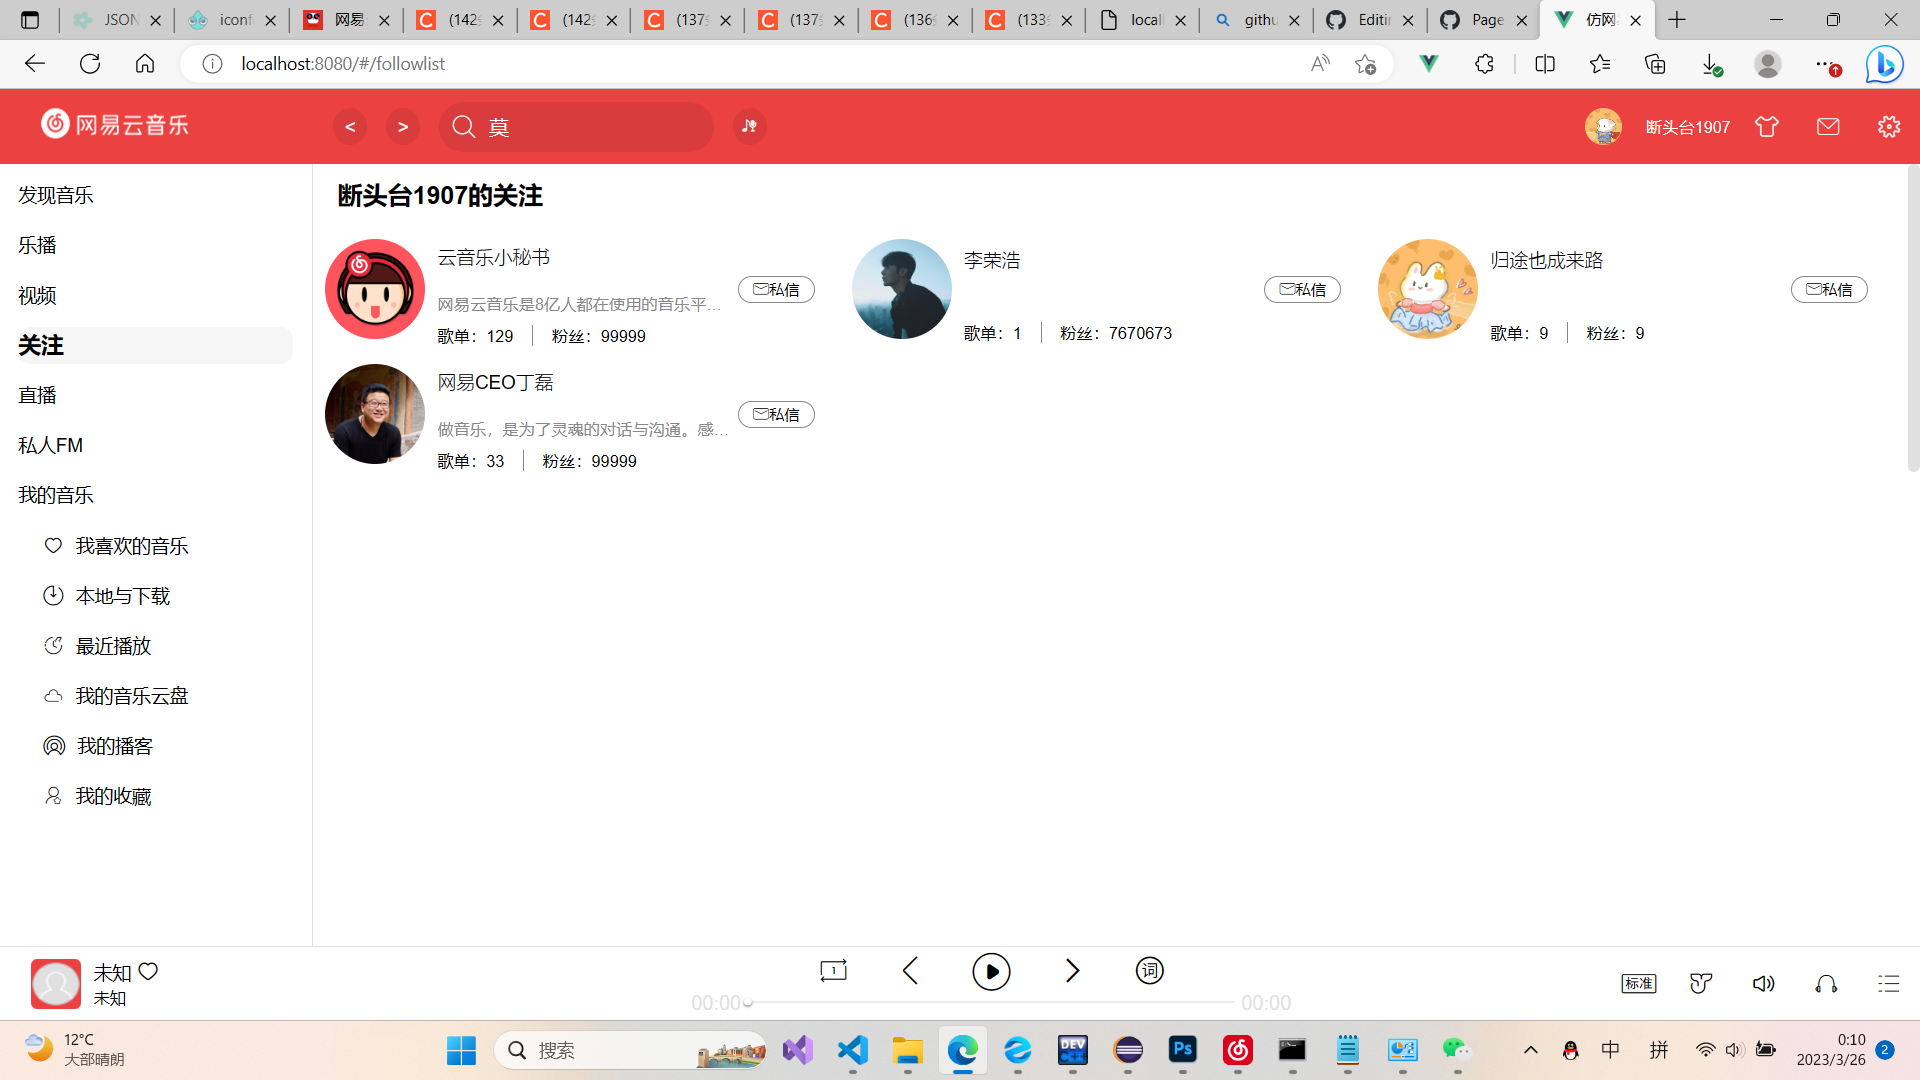 JSON
iconf
网易
(142
(142
(137
(137
(136
(133
locall
githu
Editin
Page
仿网
localhost:8080/#/followlist
网易云音乐
<
>
莫
断头台1907
发现音乐
乐播
视频
关注
直播
私人FM
我的音乐
我喜欢的音乐
本地与下载
最近播放
我的音乐云盘
我的播客
我的收藏
断头台1907的关注
云音乐小秘书
网易云音乐是8亿人都在使用的音乐平...
歌单：129
粉丝：99999
私信
李荣浩
歌单：1
粉丝：7670673
私信
归途也成来路
歌单：9
粉丝：9
私信
网易CEO丁磊
做音乐，是为了灵魂的对话与沟通。感...
歌单：33
粉丝：99999
私信
未知
未知
1
词
00:00
00:00
标准
12°C
大部晴朗
搜索
DEV
Ps
中
拼
0:10
2023/3/26
2